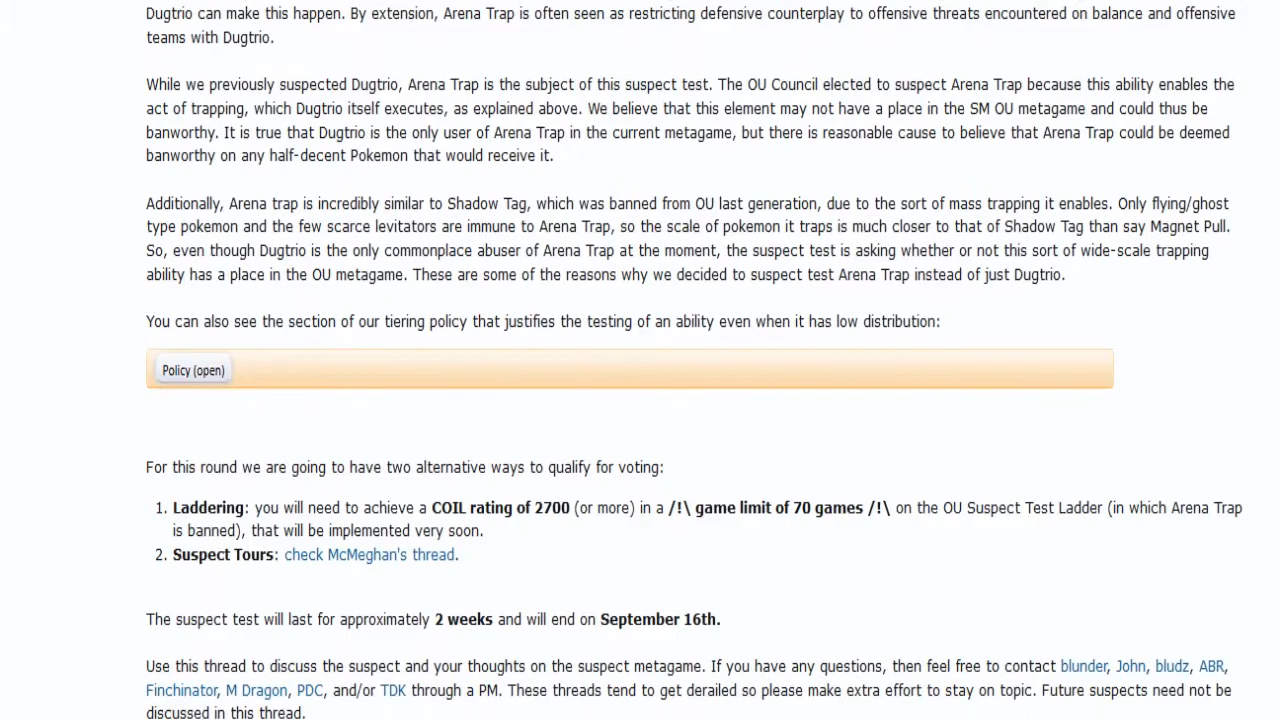 Dugtrio can make this happen. By extension, Arena Trap is often seen as restricting defensive counterplay to offensive threats encountered on balance and offensive
teams with Dugtrio.
While we previously suspected Dugtrio, Arena Trap is the subject of this suspect test. The OU Council elected to suspect Arena Trap because this ability enables the
act of trapping, which Dugtrio itself executes, as explained above. We believe that this element may not have a place in the SM OU metagame and could thus be
banworthy. It is true that Dugtrio is the only user of Arena Trap in the current metagame, but there is reasonable cause to believe that Arena Trap could be deemed
banworthy on any half-decent Pokemon that would receive it.
Additionally, Arena trap is incredibly similar to Shadow Tag, which was banned from OU last generation, due to the sort of mass trapping it enables. Only flying/ghost
type pokemon and the few scarce levitators are immune to Arena Trap, so the scale of pokemon it traps is much closer to that of Shadow Tag than say Magnet Pull.
So, even though Dugtrio is the only commonplace abuser of Arena Trap at the moment, the suspect test is asking whether or not this sort of wide-scale trapping
ability has a place in the OU metagame. These are some of the reasons why we decided to suspect test Arena Trap instead of just Dugtrio.
You can also see the section of our tiering policy that justifies the testing of an ability even when it has low distribution:
Policy (open)
For this round we are going to have two alternative ways to qualify for voting:
1. Laddering: you will need to achieve a COIL rating of 2700 (or more) in a /!\ game limit of 70 games /!\ on the OU Suspect Test Ladder (in which Arena Trap
is banned), that will be implemented very soon.
2. Suspect Tours: check McMeghan's thread.
The suspect test will last for approximately 2 weeks and will end on September 16th.
Use this thread to discuss the suspect and your thoughts on the suspect metagame. If you have any questions, then feel free to contact blunder, John, bludz, ABR,
Finchinator, M Dragon, PDC, and/or TDK through a PM. These threads tend to get derailed so please make extra effort to stay on topic. Future suspects need not be
discussed in this thread.